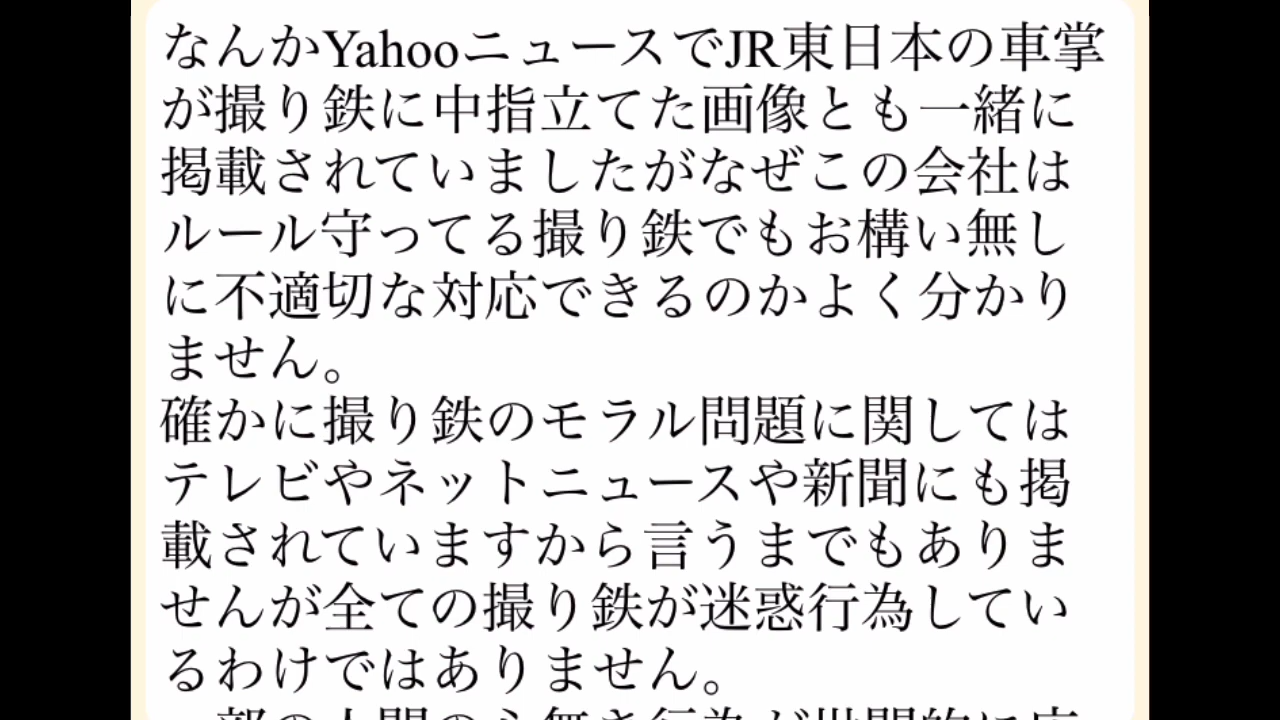 なんかYahooニュースでJR東日本の車掌
が撮り鉄に中指立てた画像とも一緒に
掲載されていましたがなぜこの会社は
ルール守ってる撮り鉄でもお構い無し
に不適切な対応できるのかよく分かり
ません。
確かに撮り鉄のモラル問題に関しては
テレビやネットニュースや新聞にも掲
載されていますから言うまでもありま
せんが全ての撮り鉄が迷惑行為してい
るわけではありません。